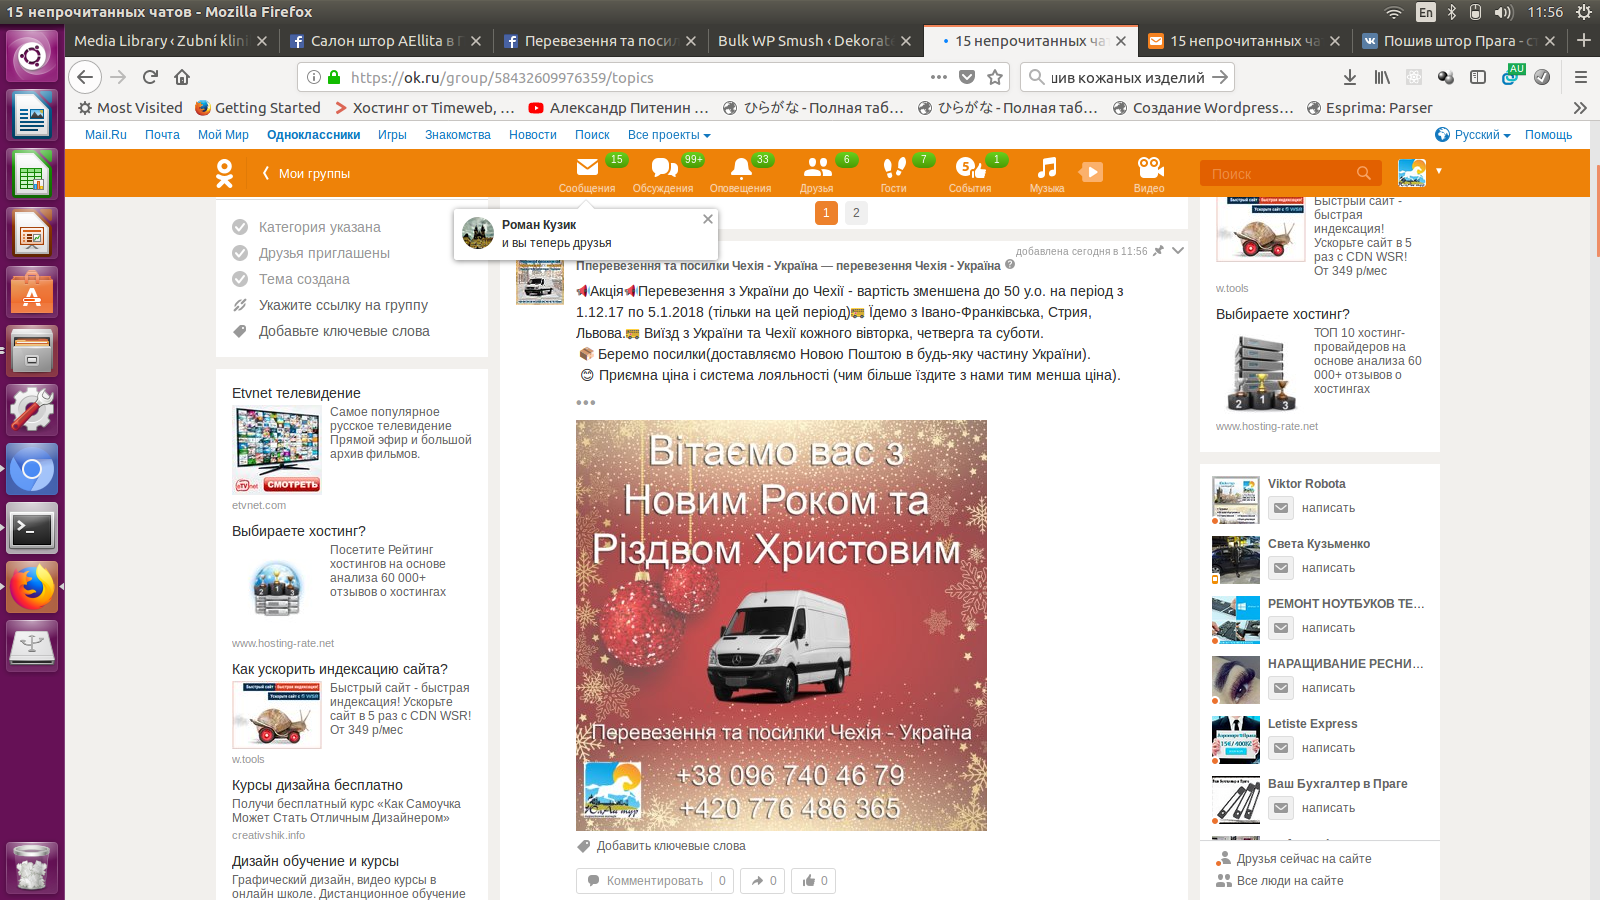 15 непрочитанных чатов - Mozilla Firefox
En
11:56
Media Library ‹ Zubní klini
Салон штор AEllita в П
Перевезення та посил
Bulk WP Smush ‹ Dekorat
15 непрочитанных чат
15 непрочитанных ча
Пошив штор Прага - ст
https://ok.ru/group/58432609976359/topics
шив кожаных изделий
AU
Most Visited
Getting Started
Хостинг от Timeweb, ...
Александр Питенин ...
ひらがな - Полная таб...
ひらがな - Полная таб...
Создание Wordpress...
Esprima: Parser
Mail.Ru
Почта
Мой Мир
Одноклассники
Игры
Знакомства
Новости
Поиск
Все проекты
Русский
Помощь
Мои группы
15
99+
33
6
7
1
Сообщения
Обсуждения
Оповещения
Друзья
Гости
События
Музыка
Видео
Поиск
Роман Кузик
и вы теперь друзья
Категория указана
Друзья приглашены
Тема создана
Укажите ссылку на группу
Добавьте ключевые слова
Etvnet телевидение
Самое популярное
русское телевидение
Прямой эфир и большой
архив фильмов.
СМОТРЕТЬ
etvnet.com
Выбираете хостинг?
Посетите Рейтинг
хостингов на основе
анализа 60 000+
отзывов о хостингах
www.hosting-rate.net
Как ускорить индексацию сайта?
Быстрый сайт - быстрая
индексация! Ускорьте
сайт в 5 раз с CDN WSR!
От 349 р/мес
w.tools
Курсы дизайна бесплатно
Получи бесплатный курс «Как Самоучка
Может Стать Отличным Дизайнером»
creativshik.info
Дизайн обучение и курсы
Графический дизайн, видео курсы в
онлайн школе. Дистанционное обучение
1
2
добавлена сегодня в 11:56
Пперевезення та посилки Чехія - Україна — перевезення Чехія - Україна
Акція Перевезення з України до Чехії - вартість зменшена до 50 у.о. на період з
1.12.17 по 5.1.2018 (тільки на цей період) Їдемо з Івано-Франківська, Стрия,
Львова. Виїзд з України та Чехії кожного вівторка, четверга та суботи.
Беремо посилки(доставляємо Новою Поштою в будь-яку частину України).
Приємна ціна і система лояльності (чим більше їздите з нами тим менша ціна).
Вітаємо вас з
Новим Роком та
Різдвом Христовим
Перевезення та посилки Чехія - Україна
+38 096 740 46 79
+420 776 486 365
Добавить ключевые слова
Комментировать
0
0
0
Быстрый сайт -
быстрая
индексация!
Ускорьте сайт в 5
раз с CDN WSR!
От 349 р/мес
w.tools
Выбираете хостинг?
ТОП 10 хостинг-
провайдеров на
основе анализа 60
000+ отзывов о
хостингах
www.hosting-rate.net
Viktor Robota
написать
Света Кузьменко
написать
РЕМОНТ НОУТБУКОВ ТЕ...
написать
НАРАЩИВАНИЕ РЕСНИ...
написать
Letiste Express
написать
Ваш Бухгалтер в Праге
написать
Друзья сейчас на сайте
Все люди на сайте